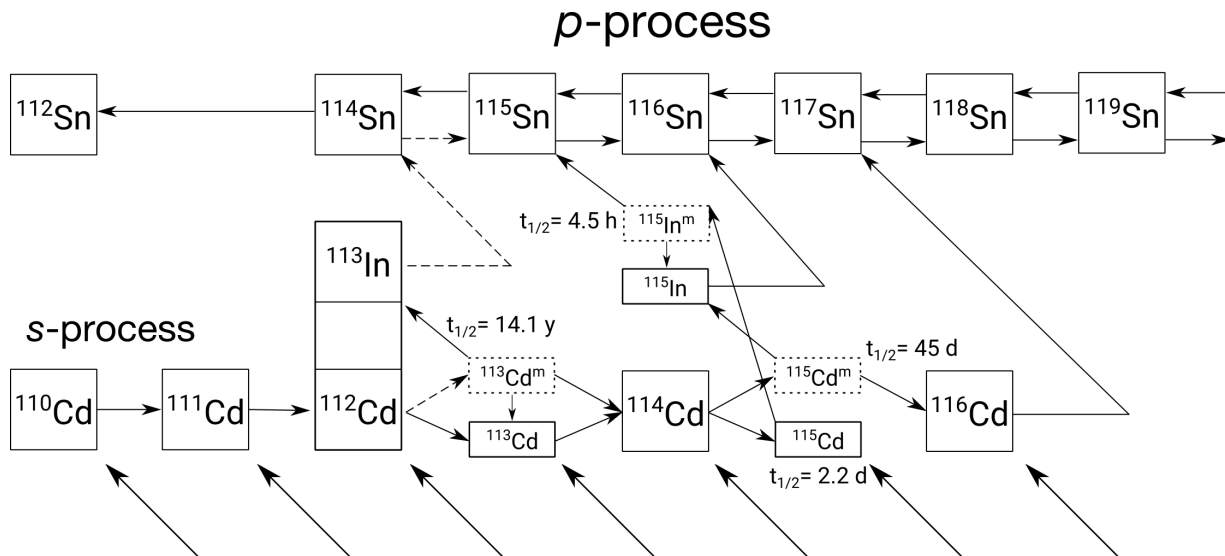 p-process
¹¹²Sn
¹¹⁴Sn
¹¹⁵Sn
¹¹⁶Sn
¹¹⁷Sn
¹¹⁸Sn
¹¹⁹Sn
t₁/₂= 4.5 h
¹¹⁵Inᵐ
¹¹³In
¹¹⁵In
s-process
t₁/₂= 14.1 y
t₁/₂= 45 d
¹¹⁰Cd
¹¹¹Cd
¹¹²Cd
¹¹³Cdᵐ
¹¹³Cd
¹¹⁴Cd
¹¹⁵Cdᵐ
¹¹⁵Cd
¹¹⁶Cd
t₁/₂= 2.2 d